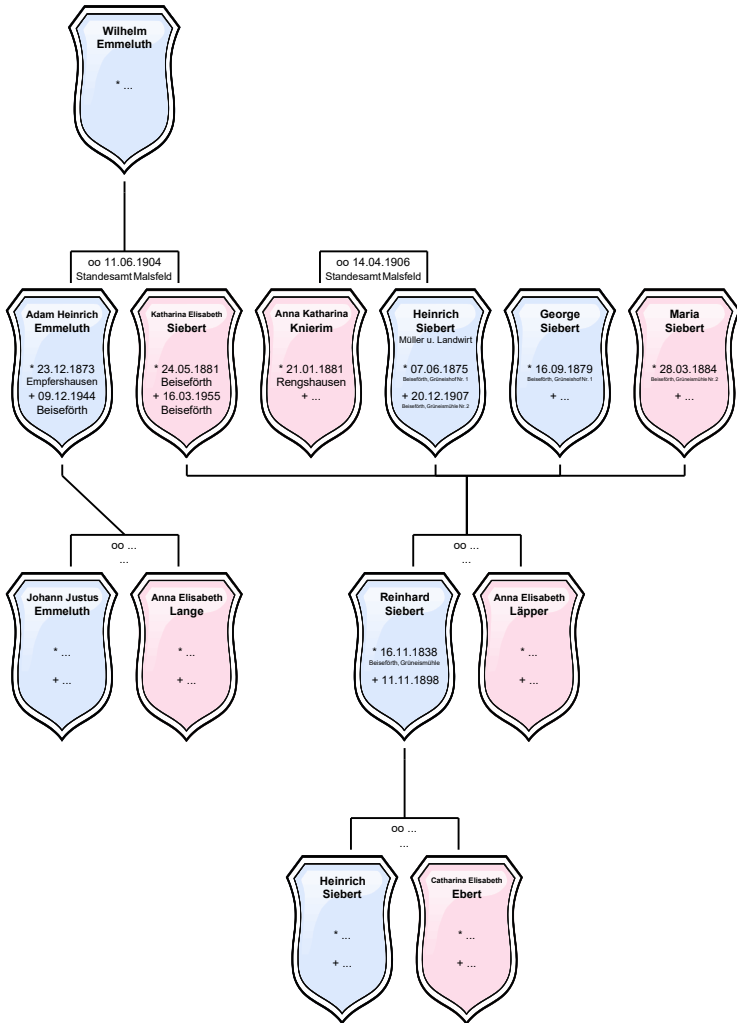 Wilhelm
Emmeluth
* ...
oo 11.06.1904
Standesamt Malsfeld
oo 14.04.1906
Standesamt Malsfeld
Adam Heinrich
Emmeluth
* 23.12.1873
Empfershausen
+ 09.12.1944
Beiseförth
Katharina Elisabeth
Siebert
* 24.05.1881
Beiseförth
+ 16.03.1955
Beiseförth
Anna Katharina
Knierim
* 21.01.1881
Rengshausen
+ ...
Heinrich
Siebert
Müller u. Landwirt
* 07.06.1875
Beiseförth, Grüneishof Nr. 1
+ 20.12.1907
Beiseförth, Grüneismühle Nr. 2
George
Siebert
* 16.09.1879
Beiseförth, Grüneishof Nr. 1
+ ...
Maria
Siebert
* 28.03.1884
Beiseförth, Grüneismühle Nr. 2
+ ...
oo ...
...
oo ...
...
Johann Justus
Emmeluth
* ...
+ ...
Anna Elisabeth
Lange
* ...
+ ...
Reinhard
Siebert
* 16.11.1838
Beiseförth, Grüneismühle
+ 11.11.1898
Anna Elisabeth
Läpper
* ...
+ ...
oo ...
...
Heinrich
Siebert
* ...
+ ...
Catharina Elisabeth
Ebert
* ...
+ ...